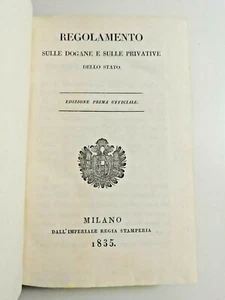 REGOLAMENTO
SULLE DOGANE E SULLE PRIVATIVE
DELLO STATO.
EDIZIONE PRIMA UFFICIALE.
MILANO
DALL'IMPERIALE REGIA STAMPERIA
1835.